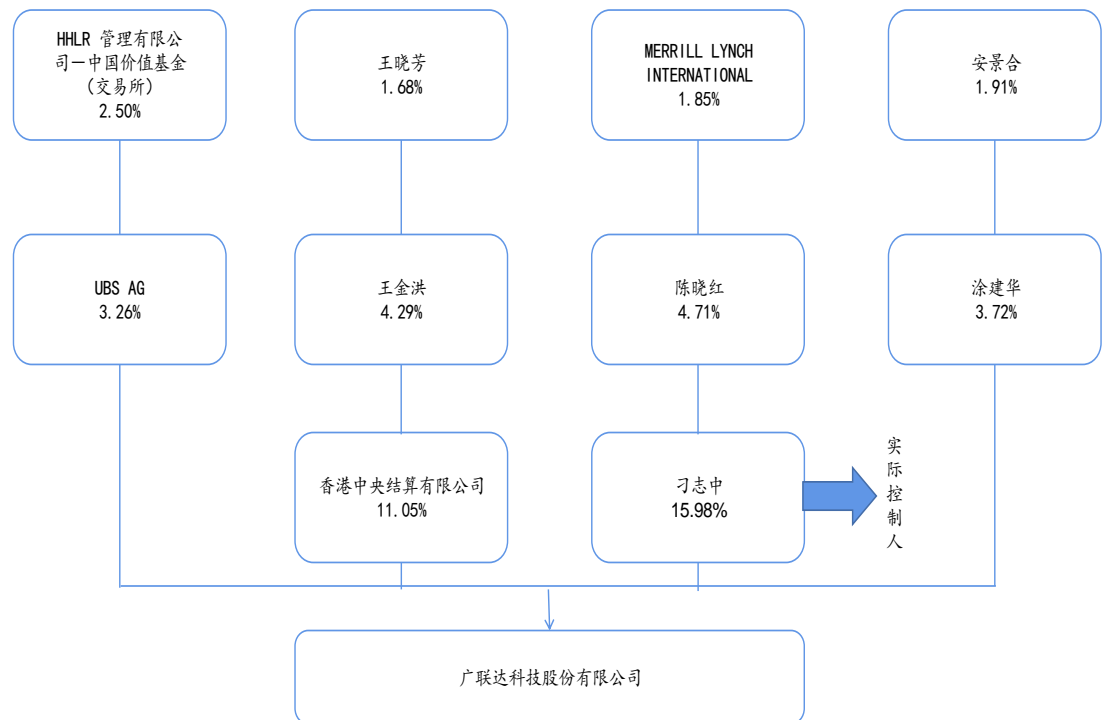 HHLR 管理有限公
司－中国价值基金
(交易所)
2.50%
王晓芳
1.68%
MERRILL LYNCH
INTERNATIONAL
1.85%
安景合
1.91%
UBS AG
3.26%
王金洪
4.29%
陈晓红
4.71%
涂建华
3.72%
香港中央结算有限公司
11.05%
刁志中
15.98%
实
际
控
制
人
广联达科技股份有限公司